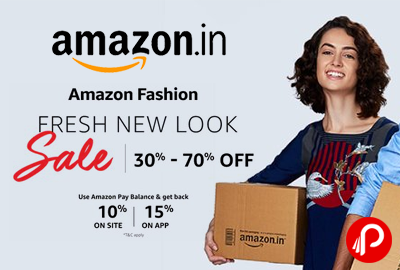 amazon.in
Amazon Fashion
FRESH NEW LOOK
Sale 30% - 70% OFF
Use Amazon Pay Balance & get back
10% 15%
ON SITE ON APP
*T&C apply
amazon.in